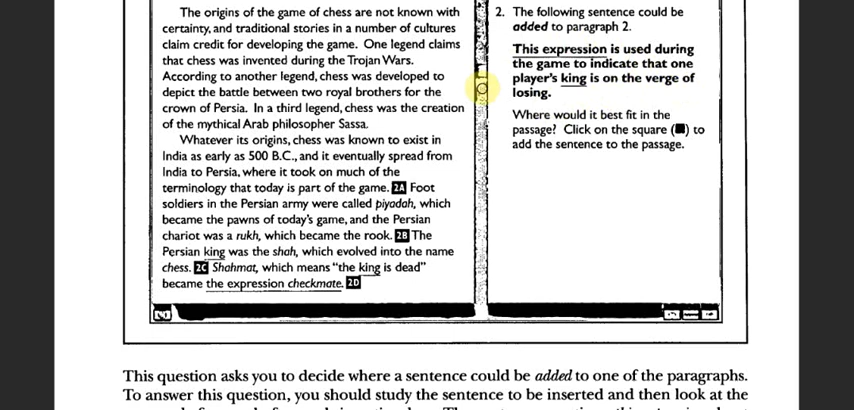 The origins of the game of chess are not known with
certainty, and traditional stories in a number of cultures
claim credit for developing the game. One legend claims
that chess was invented during the Trojan Wars.
According to another legend, chess was developed to
depict the battle between two royal brothers for the
crown of Persia. In a third legend, chess was the creation
of the mythical Arab philosopher Sassa.
Whatever its origins, chess was known to exist in
India as early as 500 B.C., and it eventually spread from
India to Persia, where it took on much of the
terminology that today is part of the game. 2A Foot
soldiers in the Persian army were called piyadah, which
became the pawns of today's game, and the Persian
chariot was a rukh, which became the rook. 2B The
Persian king was the shah, which evolved into the name
chess. 2C Shahmat, which means "the king is dead"
became the expression checkmate. 2D
2. The following sentence could be
added to paragraph 2.
This expression is used during
the game to indicate that one
player's king is on the verge of
losing.
Where would it best fit in the
passage? Click on the square (■) to
add the sentence to the passage.
This question asks you to decide where a sentence could be added to one of the paragraphs.
To answer this question, you should study the sentence to be inserted and then look at the